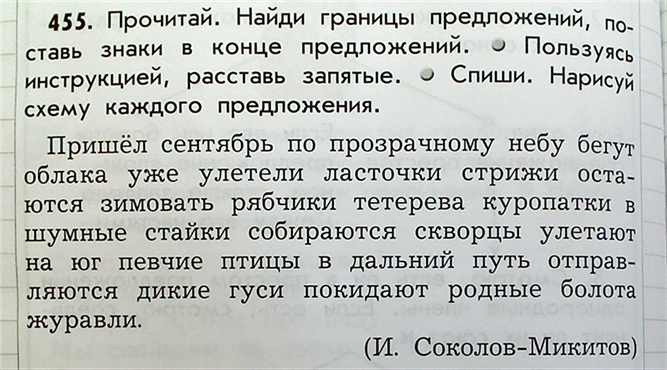 455. Прочитай. Найди границы предложений, по-
ставь знаки в конце предложений. ● Пользуясь
инструкцией, расставь запятые. ● Спиши. Нарисуй
схему каждого предложения.
Пришёл сентябрь по прозрачному небу бегут
облака уже улетели ласточки стрижи оста-
ются зимовать рябчики тетерева куропатки в
шумные стайки собираются скворцы улетают
на юг певчие птицы в дальний путь отправ-
ляются дикие гуси покидают родные болота
журавли.
(И. Соколов-Микитов)